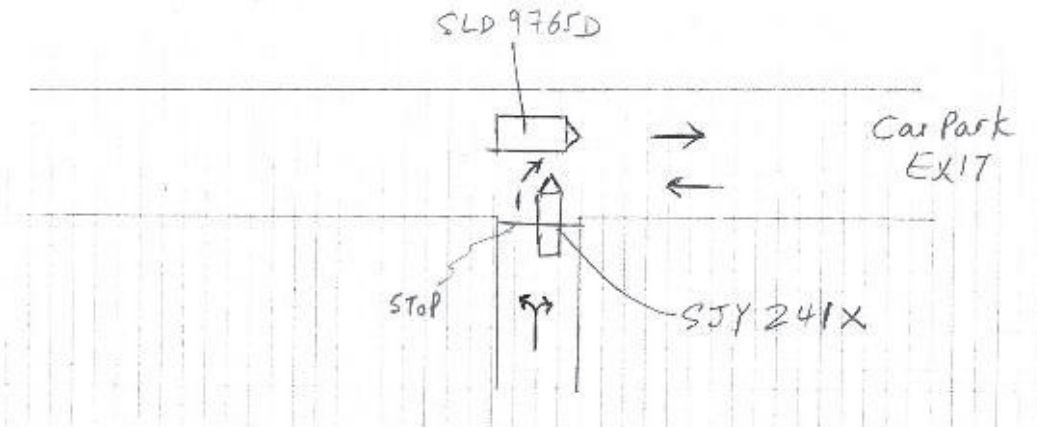 SLD 9765D
Car Park
EXIT
STOP
SJY 241X